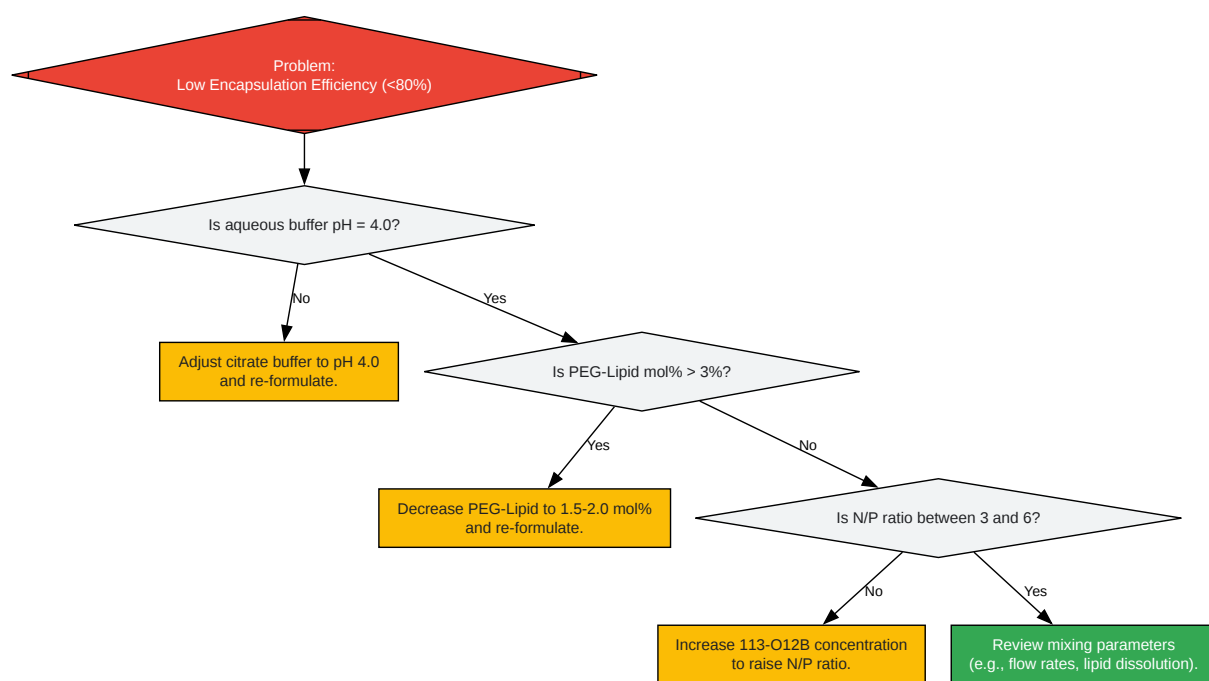 Problem:
Low Encapsulation Efficiency (<80%)
Is aqueous buffer pH = 4.0?
No
Yes
Adjust citrate buffer to pH 4.0
and re-formulate.
Is PEG-Lipid mol% > 3%?
Yes
No
Decrease PEG-Lipid to 1.5-2.0 mol%
and re-formulate.
Is N/P ratio between 3 and 6?
No
Yes
Increase 113-O12B concentration
to raise N/P ratio.
Review mixing parameters
(e.g., flow rates, lipid dissolution).